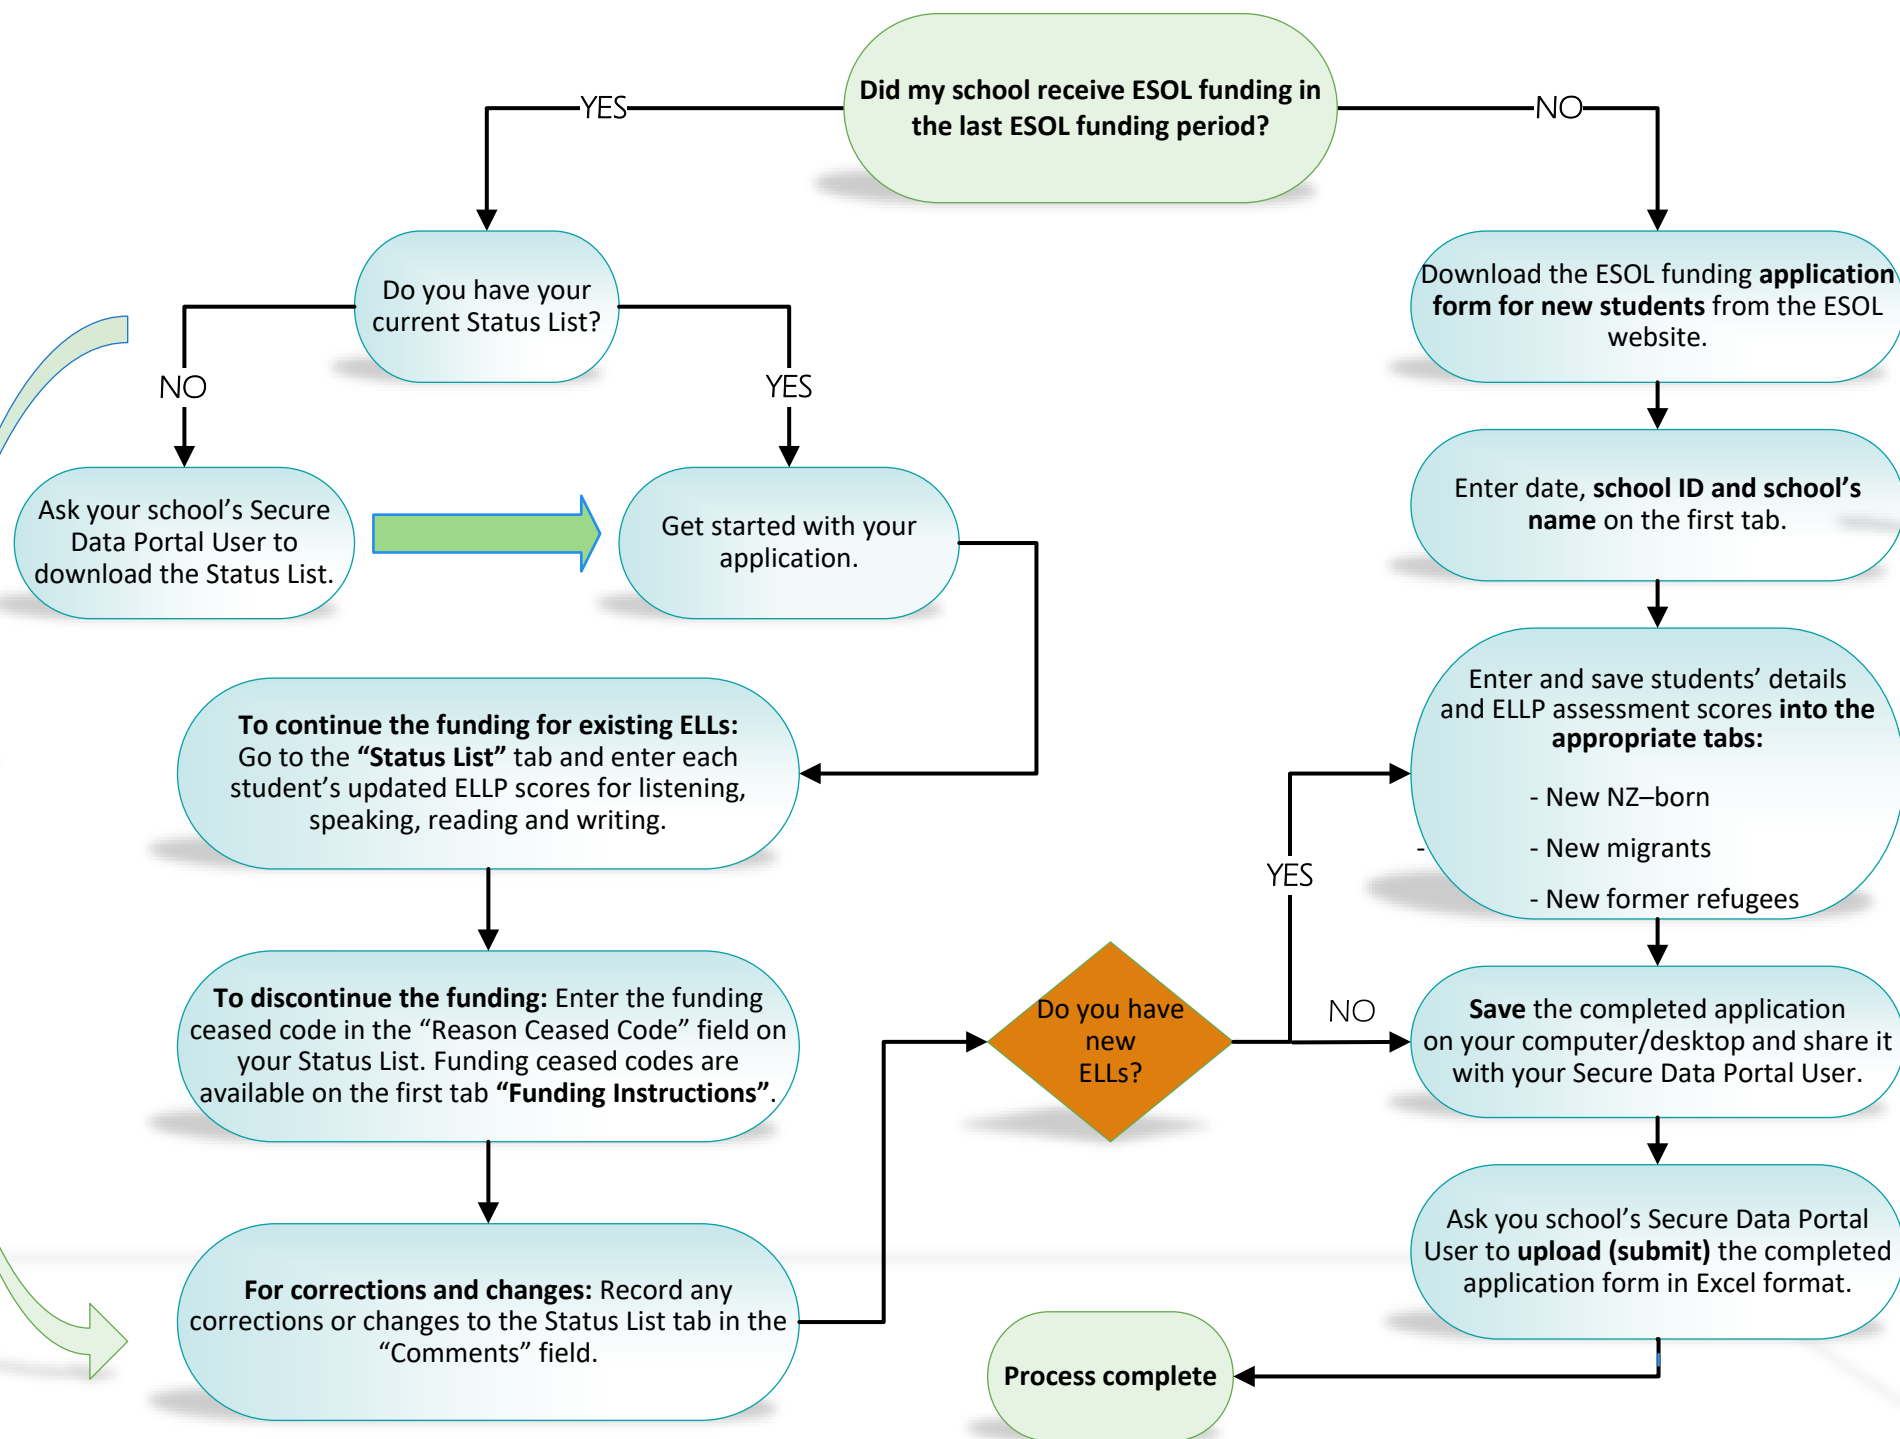 Did my school receive ESOL funding in
the last ESOL funding period?
YES
NO
Do you have your
current Status List?
NO
YES
Ask your school’s Secure
Data Portal User to
download the Status List.
Get started with your
application.
To continue the funding for existing ELLs:
Go to the “Status List” tab and enter each
student’s updated ELLP scores for listening,
speaking, reading and writing.
To discontinue the funding: Enter the funding
ceased code in the “Reason Ceased Code” field on
your Status List. Funding ceased codes are
available on the first tab “Funding Instructions”.
For corrections and changes: Record any
corrections or changes to the Status List tab in the
“Comments” field.
Do you have
new
ELLs?
YES
NO
Download the ESOL funding application
form for new students from the ESOL
website.
Enter date, school ID and school’s
name on the first tab.
Enter and save students’ details
and ELLP assessment scores into the
appropriate tabs:
- New NZ–born
- - New migrants
- New former refugees
Save the completed application
on your computer/desktop and share it
with your Secure Data Portal User.
Ask you school’s Secure Data Portal
User to upload (submit) the completed
application form in Excel format.
Process complete